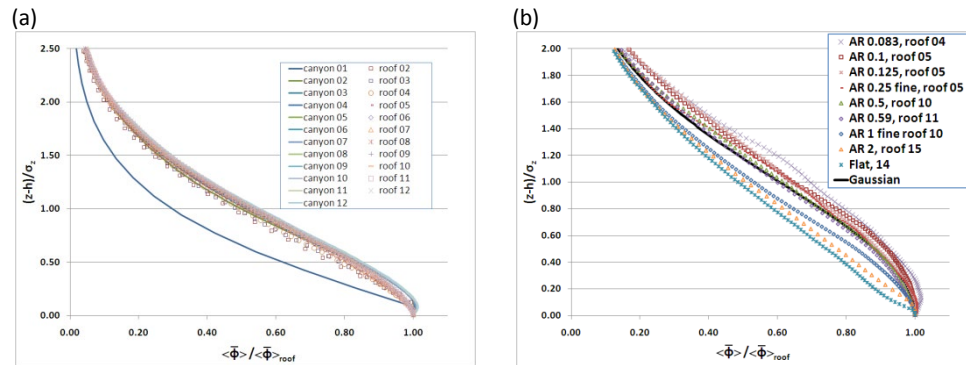 (a)
2.50
2.00
1.50
1.00
0.50
0.00
[z-h]/σz
0.00 0.20 0.40 0.60 0.80 1.00
<Φ̅>/<Φ̅>roof
canyon 01 roof 02
canyon 02 roof 03
canyon 03 roof 04
canyon 04 roof 05
canyon 05 roof 06
canyon 06 roof 07
canyon 07 roof 08
canyon 08 roof 09
canyon 09 roof 10
canyon 10 roof 11
canyon 11 roof 12
canyon 12
(b)
2.00
1.80
1.60
1.40
1.20
1.00
0.80
0.60
0.40
0.20
0.00
[z-h]/σz
0.00 0.20 0.40 0.60 0.80 1.00
<Φ̅>/<Φ̅>roof
AR 0.083, roof 04
AR 0.1, roof 05
AR 0.125, roof 05
AR 0.25 fine, roof 05
AR 0.5, roof 10
AR 0.59, roof 11
AR 1 fine roof 10
AR 2, roof 15
Flat, 14
Gaussian